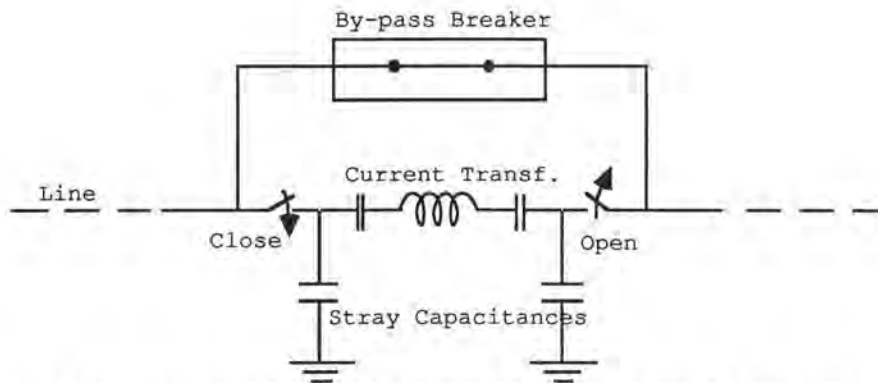 By-pass Breaker
Current Transf.
Line
Close
Open
Stray Capacitances